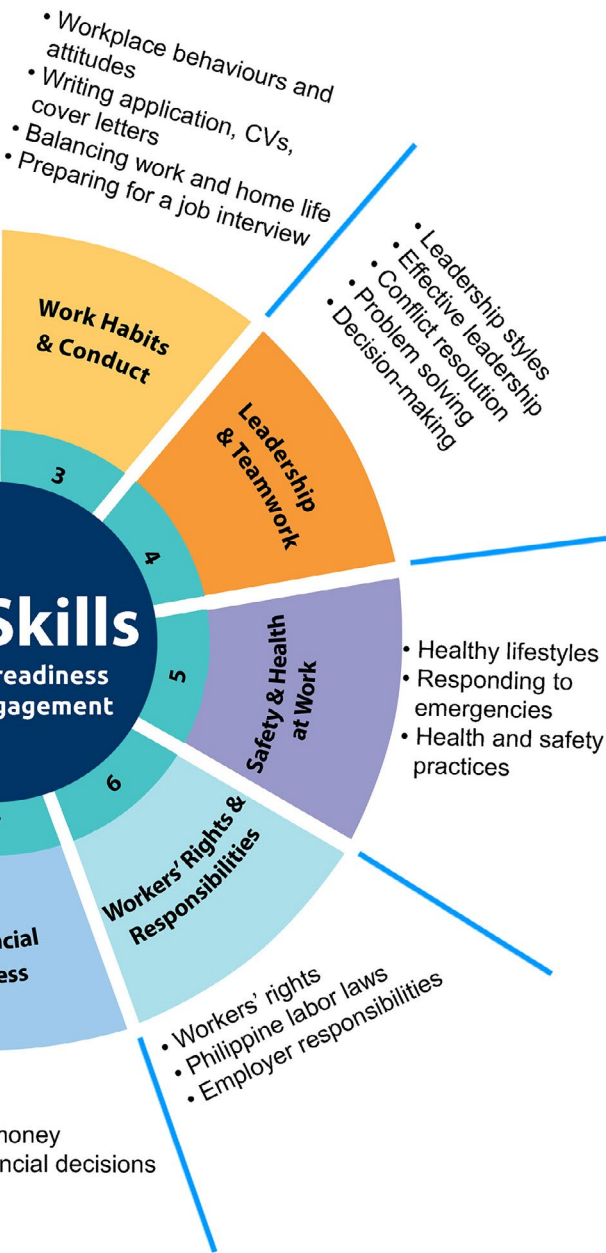 • Workplace behaviours and
attitudes
• Writing application, CVs,
cover letters
• Balancing work and home life
• Preparing for a job interview
Work Habits
& Conduct
3
• Leadership styles
• Effective leadership
• Conflict resolution
• Problem solving
• Decision-making
Leadership
& Teamwork
4
Skills
readiness
gagement
• Healthy lifestyles
• Responding to
emergencies
• Health and safety
practices
Safety & Health
at Work
5
Workers' Rights &
Responsibilities
6
• Workers' rights
• Philippine labor laws
• Employer responsibilities
cial
ess
money
ncial decisions